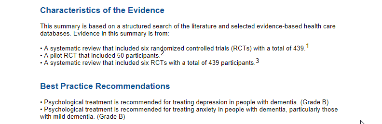 Characteristics of the Evidence
This summary is based on a structured search of the literature and selected evidence-based health care
databases. Evidence in this summary is from:
• A systematic review that included six randomized controlled trials (RCTs) with a total of 439.1
• A pilot RCT that included 50 participants.2
• A systematic review that included six RCTs with a total of 439 participants.3
Best Practice Recommendations
• Psychological treatment is recommended for treating depression in people with dementia. (Grade B)
• Psychological treatment is recommended for treating anxiety in people with dementia, particularly those
with mild dementia. (Grade B)